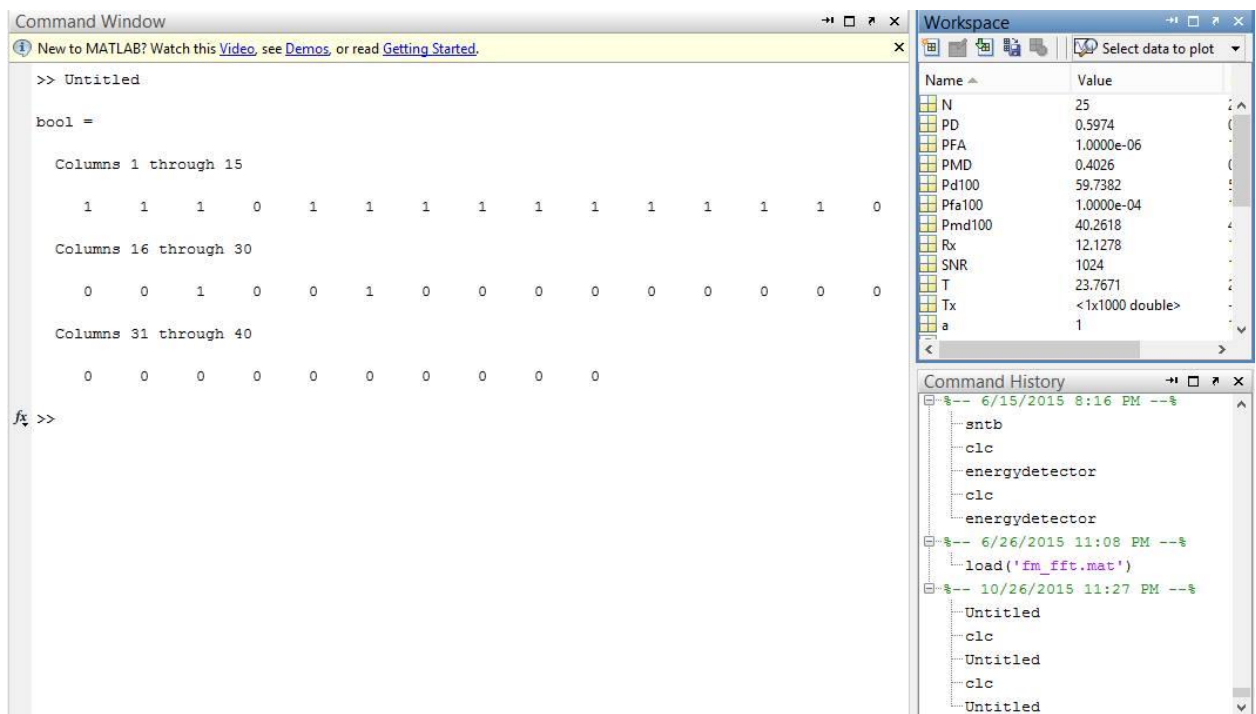 Command Window
New to MATLAB? Watch this Video, see Demos, or read Getting Started.
>> Untitled
bool =
Columns 1 through 15
1 1 1 0 1 1 1 1 1 1 1 1 1 1 0
Columns 16 through 30
0 0 1 0 0 1 0 0 0 0 0 0 0 0 0
Columns 31 through 40
0 0 0 0 0 0 0 0 0 0
fx >>
Workspace
Select data to plot
Name Value
N 25
PD 0.5974
PFA 1.0000e-06
PMD 0.4026
Pd100 59.7382
Pfa100 1.0000e-04
Pmd100 40.2618
Rx 12.1278
SNR 1024
T 23.7671
Tx <1x1000 double>
a 1
Command History
%-- 6/15/2015 8:16 PM --%
sntb
clc
energydetector
clc
energydetector
%-- 6/26/2015 11:08 PM --%
load('fm_fft.mat')
%-- 10/26/2015 11:27 PM --%
Untitled
clc
Untitled
clc
Untitled